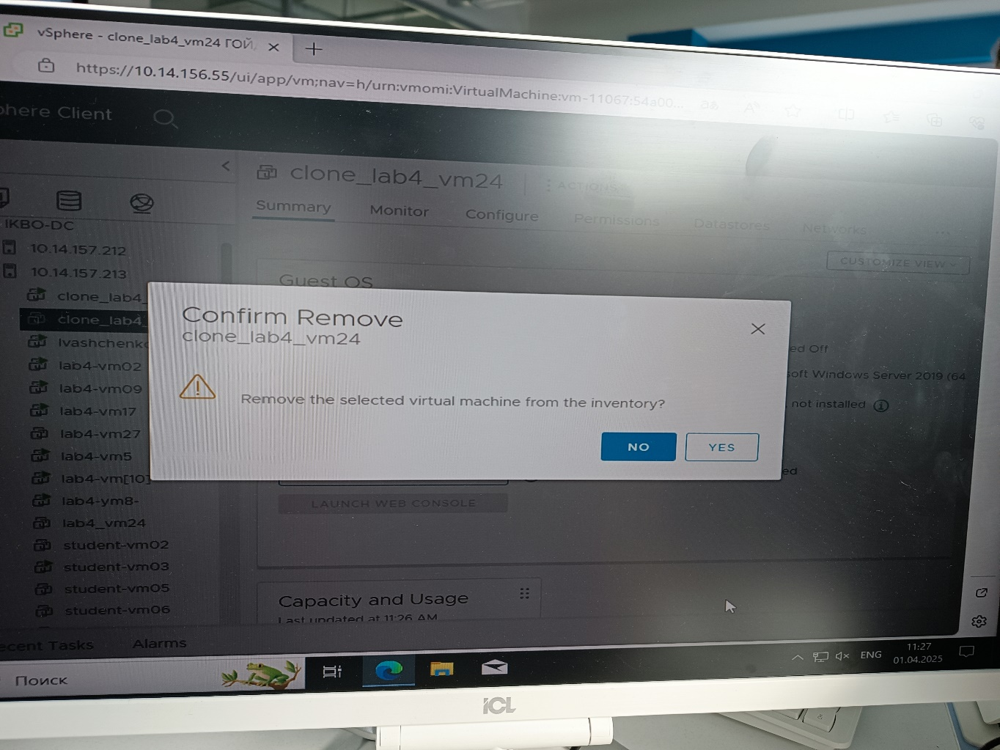 vSphere - clone_lab4_vm24 ГОЙ
https://10.14.156.55/ui/app/vm;nav=h/urn:vmomi:VirtualMachine:vm-11067:54a00...
phere Client
clone_lab4_vm24
ACTIONS
Summary Monitor Configure Permissions Datastores Networks ...
CUSTOMIZE VIEW
IKBO-DC
10.14.157.212
10.14.157.213
clone_lab4_
clone_lab4_
Ivashchenko
lab4-vm02
lab4-vm09
lab4-vm17
lab4-vm27
lab4-vm5
lab4-vm[10]
lab4-ym8-
lab4_vm24
student-vm02
student-vm03
student-vm05
student-vm06
Guest OS
ed Off
soft Windows Server 2019 (64
not installed
ed
Confirm Remove
clone_lab4_vm24
Remove the selected virtual machine from the inventory?
NO YES
LAUNCH WEB CONSOLE
Capacity and Usage
Last updated at 11:26 AM
ecent Tasks Alarms
Поиск
ENG
11:27
01.04.2025
ICL